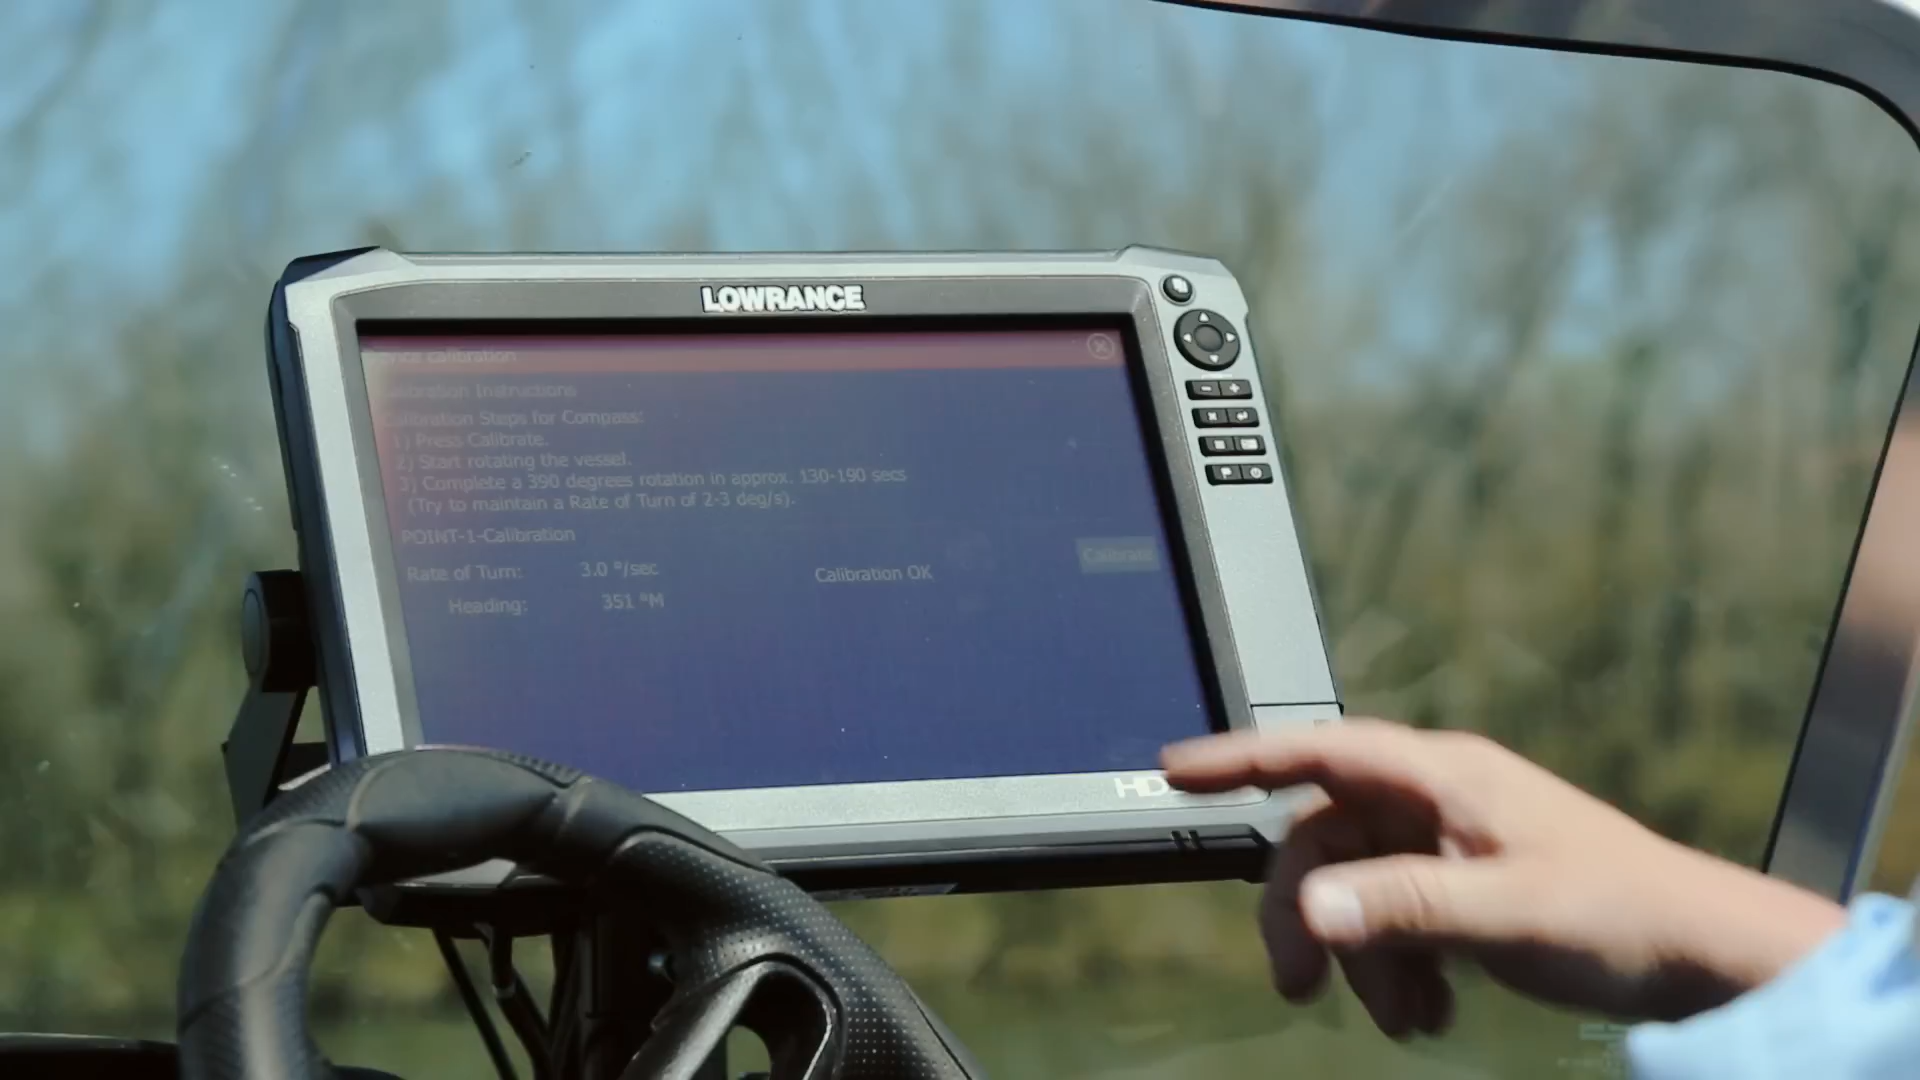 LOWRANCE
calibration
Calibration Instructions
Calibration Steps for Compass:
1) Press Calibrate.
2) Start rotating the vessel.
3) Complete a 390 degrees rotation in approx. 130-190 secs
(Try to maintain a Rate of Turn of 2-3 deg/s).
POINT-1-Calibration
Rate of Turn: 3.0 °/sec Calibration OK Calibrate
Heading: 351 °M